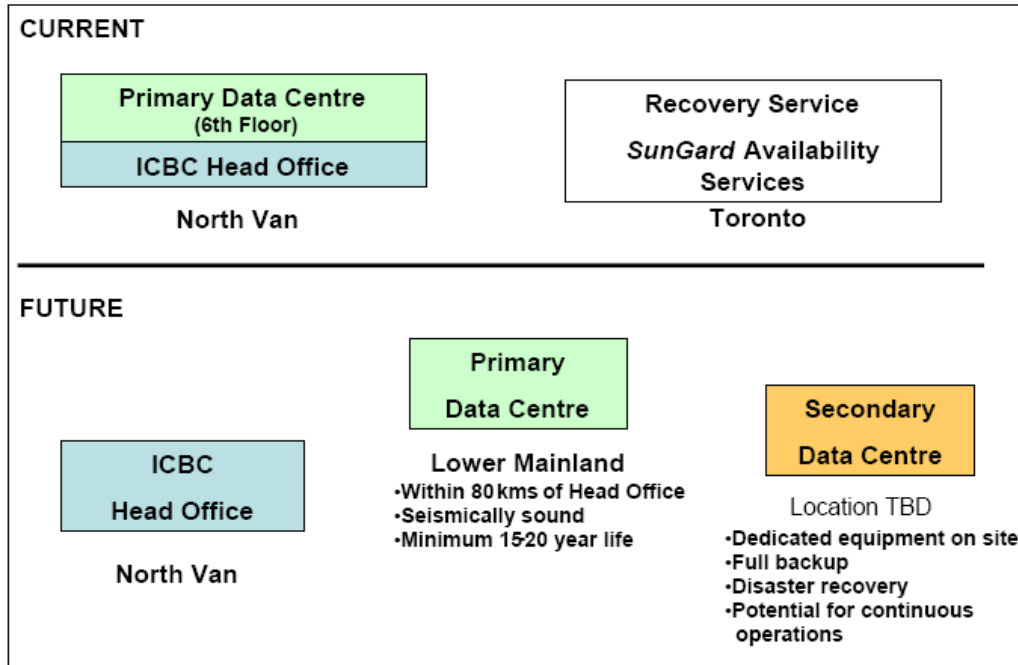 CURRENT
Primary Data Centre
(6th Floor)
ICBC Head Office
North Van
Recovery Service
SunGard Availability
Services
Toronto
FUTURE
ICBC
Head Office
North Van
Primary
Data Centre
Lower Mainland
•Within 80kms of Head Office
•Seismically sound
•Minimum 15-20 year life
Secondary
Data Centre
Location TBD
•Dedicated equipment on site
•Full backup
•Disaster recovery
•Potential for continuous
operations